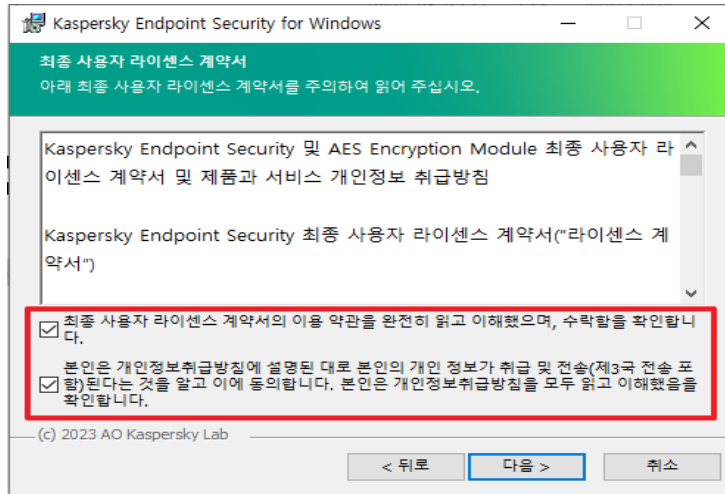 Kaspersky Endpoint Security for Windows
최종 사용자 라이센스 계약서
아래 최종 사용자 라이센스 계약서를 주의하여 읽어 주십시오.
Kaspersky Endpoint Security 및 AES Encryption Module 최종 사용자 라
이센스 계약서 및 제품과 서비스 개인정보 취급방침
Kaspersky Endpoint Security 최종 사용자 라이센스 계약서("라이센스 계
약서")
최종 사용자 라이센스 계약서의 이용 약관을 완전히 읽고 이해했으며, 수락함을 확인합니
다.
본인은 개인정보취급방침에 설명된 대로 본인의 개인 정보가 취급 및 전송(제3국 전송 포
함)된다는 것을 알고 이에 동의합니다. 본인은 개인정보취급방침을 모두 읽고 이해했음을
확인합니다.
(c) 2023 AO Kaspersky Lab
< 뒤로 다음 > 취소